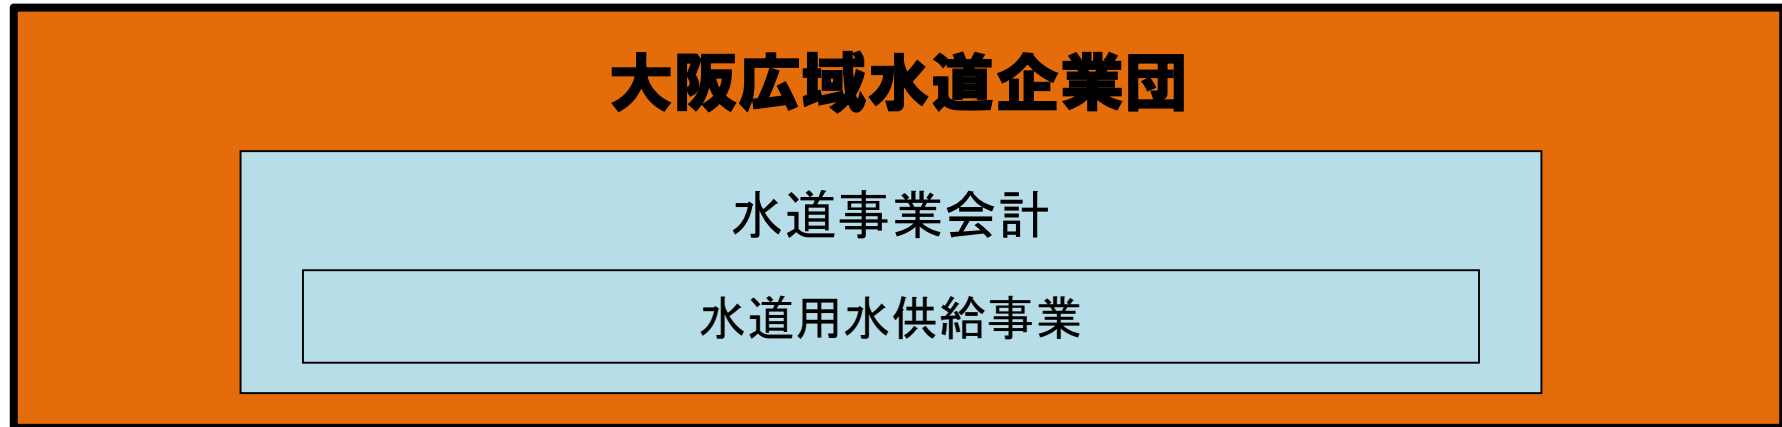 大阪広域水道企業団
水道事業会計
水道用水供給事業